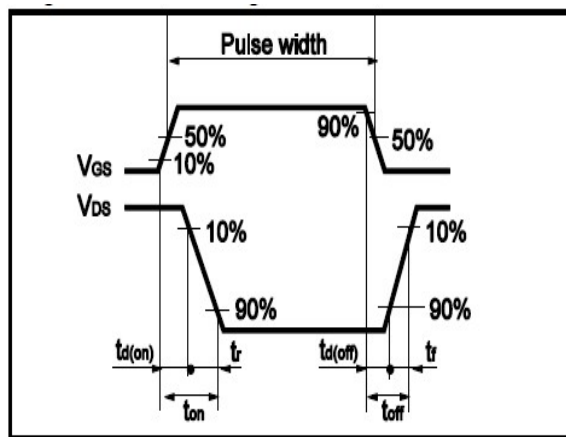 Pulse width
90%
50%
50%
10%
VGS
VDS
10%
10%
90%
90%
td(on)
tr
td(off)
tf
ton
toff